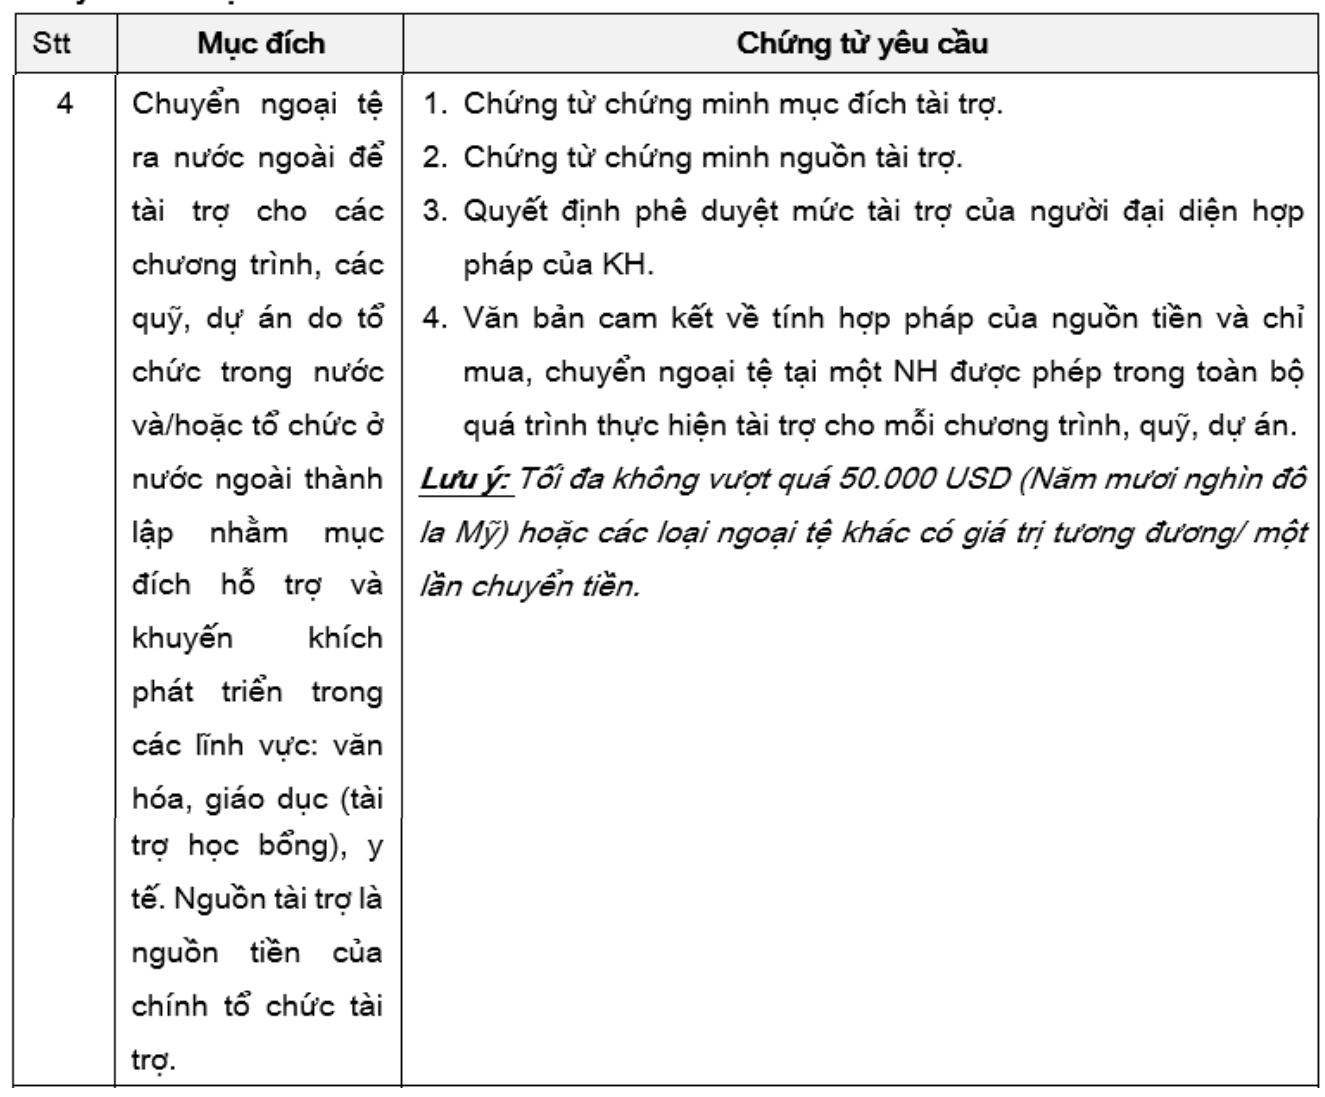 Stt
Mục đích
Chứng từ yêu cầu
4
Chuyển ngoại tệ
ra nước ngoài để
tài trợ cho các
chương trình, các
quỹ, dự án do tổ
chức trong nước
và/hoặc tổ chức ở
nước ngoài thành
lập nhằm mục
đích hỗ trợ và
khuyến khích
phát triển trong
các lĩnh vực: văn
hóa, giáo dục (tài
trợ học bổng), y
tế. Nguồn tài trợ là
nguồn tiền của
chính tổ chức tài
trợ.
1. Chứng từ chứng minh mục đích tài trợ.
2. Chứng từ chứng minh nguồn tài trợ.
3. Quyết định phê duyệt mức tài trợ của người đại diện hợp
pháp của KH.
4. Văn bản cam kết về tính hợp pháp của nguồn tiền và chỉ
mua, chuyển ngoại tệ tại một NH được phép trong toàn bộ
quá trình thực hiện tài trợ cho mỗi chương trình, quỹ, dự án.
Lưu ý: Tối đa không vượt quá 50.000 USD (Năm mươi nghìn đô
la Mỹ) hoặc các loại ngoại tệ khác có giá trị tương đương/ một
lần chuyển tiền.